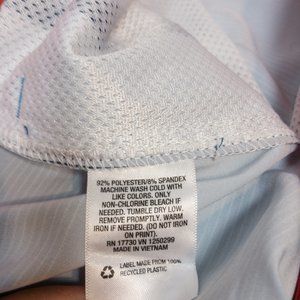 92% POLYESTER/8% SPANDEX
MACHINE WASH COLD WITH
LIKE COLORS. ONLY
NON-CHLORINE BLEACH IF
NEEDED. TUMBLE DRY LOW.
REMOVE PROMPTLY. WARM
IRON IF NEEDED. (DO NOT IRON
ON PRINT).
RN 17730 VN 1250299
MADE IN VIETNAM
LABEL MADE FROM 100%
RECYCLED PLASTIC